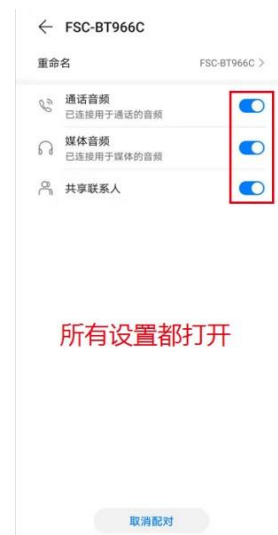 ← FSC-BT966C
重命名 FSC-BT966C >
通话音频
已连接用于通话的音频
媒体音频
已连接用于媒体的音频
共享联系人
所有设置都打开
取消配对